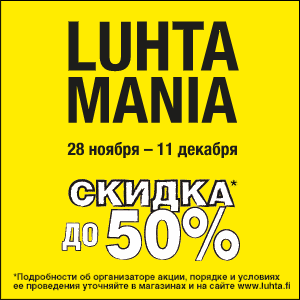 LUHTA
MANIA
28 ноября – 11 декабря
СКИДКА*
ДО 50%
*Подробности об организаторе акции, порядке и условиях
ее проведения уточняйте в магазинах и на сайте www.luhta.fi